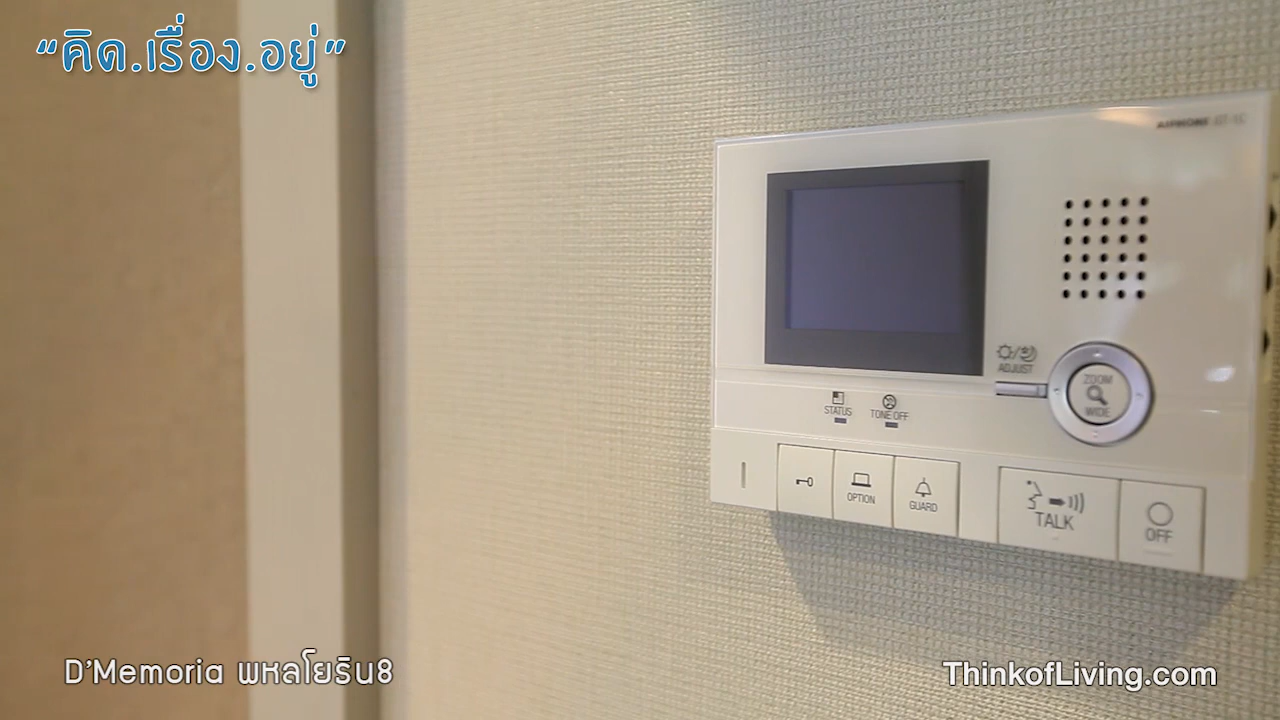 “คิด.เรื่อง.อยู่”
AIPHONE
ADJUST
ZOOM
WIDE
STATUS
TONE OFF
OPTION
GUARD
TALK
OFF
D’Memoria พหลโยธิน8
ThinkofLiving.com